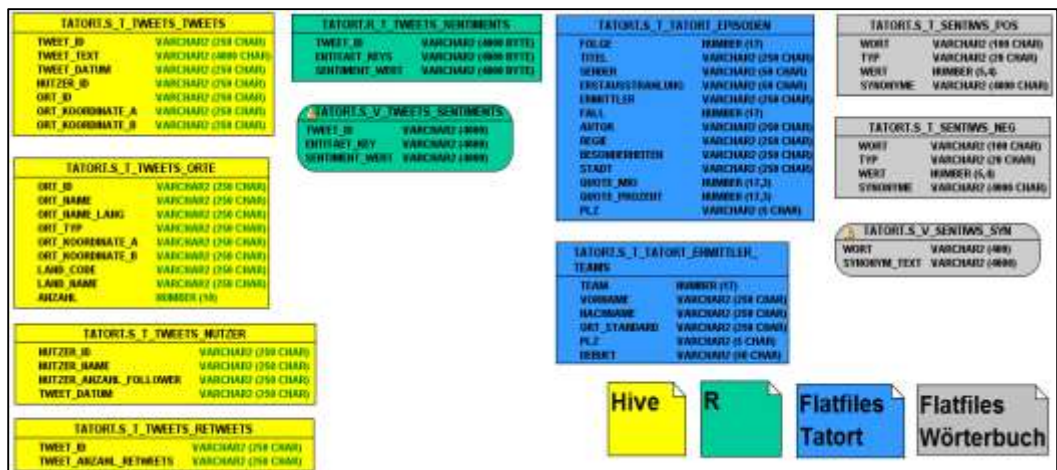 TATORT.S_T_TWEETS_TWEETS
TWEET_ID VARCHAR2 (250 CHAR)
TWEET_TEXT VARCHAR2 (4000 CHAR)
TWEET_DATUM VARCHAR2 (250 CHAR)
NUTZER_ID VARCHAR2 (250 CHAR)
ORT_ID VARCHAR2 (250 CHAR)
ORT_KOORDINATE_A VARCHAR2 (250 CHAR)
ORT_KOORDINATE_B VARCHAR2 (250 CHAR)
TATORT.S_T_TWEETS_ORTE
ORT_ID VARCHAR2 (250 CHAR)
ORT_NAME VARCHAR2 (250 CHAR)
ORT_NAME_LANG VARCHAR2 (250 CHAR)
ORT_TYP VARCHAR2 (250 CHAR)
ORT_KOORDINATE_A VARCHAR2 (250 CHAR)
ORT_KOORDINATE_B VARCHAR2 (250 CHAR)
LAND_CODE VARCHAR2 (250 CHAR)
LAND_NAME VARCHAR2 (250 CHAR)
ANZAHL NUMBER (10)
TATORT.S_T_TWEETS_NUTZER
NUTZER_ID VARCHAR2 (250 CHAR)
NUTZER_NAME VARCHAR2 (250 CHAR)
NUTZER_ANZAHL_FOLLOWER VARCHAR2 (250 CHAR)
TWEET_DATUM VARCHAR2 (250 CHAR)
TATORT.S_T_TWEETS_RETWEETS
TWEET_ID VARCHAR2 (250 CHAR)
TWEET_ANZAHL_RETWEETS VARCHAR2 (250 CHAR)
TATORT.R_T_TWEETS_SENTIMENTS
TWEET_ID VARCHAR2 (4000 BYTE)
ENTITAET_KEYS VARCHAR2 (4000 BYTE)
SENTIMENT_WERT VARCHAR2 (4000 BYTE)
TATORT.S_V_TWEETS_SENTIMENTS
TWEET_ID VARCHAR2 (4000)
ENTITAET_KEY VARCHAR2 (4000)
SENTIMENT_WERT VARCHAR2 (4000)
TATORT.S_T_TATORT_EPISODEN
FOLGE NUMBER (17)
TITEL VARCHAR2 (250 CHAR)
SENDER VARCHAR2 (50 CHAR)
ERSTAUSSTRAHLUNG VARCHAR2 (50 CHAR)
ERMITTLER VARCHAR2 (250 CHAR)
FALL NUMBER (17)
AUTOR VARCHAR2 (250 CHAR)
REGIE VARCHAR2 (250 CHAR)
BESONDERHEITEN VARCHAR2 (250 CHAR)
STADT VARCHAR2 (250 CHAR)
QUOTE_MIO NUMBER (17,3)
QUOTE_PROZENT NUMBER (17,3)
PLZ VARCHAR2 (5 CHAR)
TATORT.S_T_TATORT_ERMITTLER_
TEAMS
TEAM NUMBER (17)
VORNAME VARCHAR2 (250 CHAR)
NACHNAME VARCHAR2 (250 CHAR)
ORT_STANDARD VARCHAR2 (250 CHAR)
PLZ VARCHAR2 (5 CHAR)
DEBUT VARCHAR2 (50 CHAR)
TATORT.S_T_SENTIWS_POS
WORT VARCHAR2 (100 CHAR)
TYP VARCHAR2 (20 CHAR)
WERT NUMBER (5,4)
SYNONYME VARCHAR2 (4000 CHAR)
TATORT.S_T_SENTIWS_NEG
WORT VARCHAR2 (100 CHAR)
TYP VARCHAR2 (20 CHAR)
WERT NUMBER (5,4)
SYNONYME VARCHAR2 (4000 CHAR)
TATORT.S_V_SENTIWS_SYN
WORT VARCHAR2 (400)
SYNONYM_TEXT VARCHAR2 (4000)
Hive
R
Flatfiles
Tatort
Flatfiles
Wörterbuch